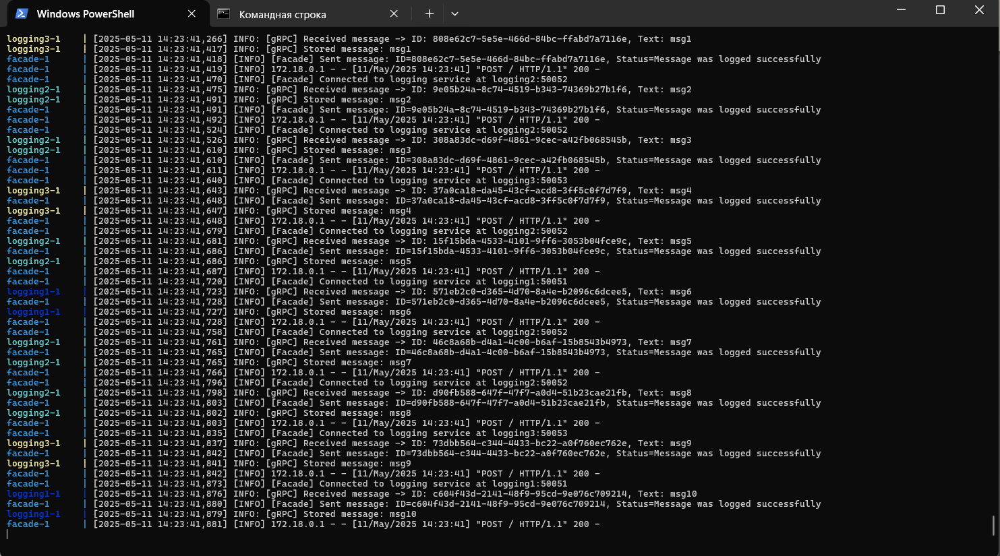 Windows PowerShell
Командная строка
logging3-1 | [2025-05-11 14:23:41,266] INFO: [gRPC] Received message -> ID: 808e62c7-5e5e-466d-84bc-ffabd7a7116e, Text: msg1
logging3-1 | [2025-05-11 14:23:41,417] INFO: [gRPC] Stored message: msg1
facade-1 | [2025-05-11 14:23:41,418] [INFO] [Facade] Sent message: ID=808e62c7-5e5e-466d-84bc-ffabd7a7116e, Status=Message was logged successfully
facade-1 | [2025-05-11 14:23:41,419] [INFO] 172.18.0.1 - - [11/May/2025 14:23:41] "POST / HTTP/1.1" 200 -
facade-1 | [2025-05-11 14:23:41,470] [INFO] [Facade] Connected to logging service at logging2:50052
logging2-1 | [2025-05-11 14:23:41,475] INFO: [gRPC] Received message -> ID: 9e05b24a-8c74-4519-b343-74369b27b1f6, Text: msg2
logging2-1 | [2025-05-11 14:23:41,491] INFO: [gRPC] Stored message: msg2
facade-1 | [2025-05-11 14:23:41,491] [INFO] [Facade] Sent message: ID=9e05b24a-8c74-4519-b343-74369b27b1f6, Status=Message was logged successfully
facade-1 | [2025-05-11 14:23:41,492] [INFO] 172.18.0.1 - - [11/May/2025 14:23:41] "POST / HTTP/1.1" 200 -
facade-1 | [2025-05-11 14:23:41,524] [INFO] [Facade] Connected to logging service at logging2:50052
logging2-1 | [2025-05-11 14:23:41,526] INFO: [gRPC] Received message -> ID: 308a83dc-d69f-4861-9cec-a42fb068545b, Text: msg3
logging2-1 | [2025-05-11 14:23:41,610] INFO: [gRPC] Stored message: msg3
facade-1 | [2025-05-11 14:23:41,610] [INFO] [Facade] Sent message: ID=308a83dc-d69f-4861-9cec-a42fb068545b, Status=Message was logged successfully
facade-1 | [2025-05-11 14:23:41,611] [INFO] 172.18.0.1 - - [11/May/2025 14:23:41] "POST / HTTP/1.1" 200 -
facade-1 | [2025-05-11 14:23:41,640] [INFO] [Facade] Connected to logging service at logging3:50053
logging3-1 | [2025-05-11 14:23:41,643] INFO: [gRPC] Received message -> ID: 37a0ca18-da45-43cf-acd8-3ff5c0f7d7f9, Text: msg4
facade-1 | [2025-05-11 14:23:41,648] [INFO] [Facade] Sent message: ID=37a0ca18-da45-43cf-acd8-3ff5c0f7d7f9, Status=Message was logged successfully
logging3-1 | [2025-05-11 14:23:41,647] INFO: [gRPC] Stored message: msg4
facade-1 | [2025-05-11 14:23:41,648] [INFO] 172.18.0.1 - - [11/May/2025 14:23:41] "POST / HTTP/1.1" 200 -
facade-1 | [2025-05-11 14:23:41,679] [INFO] [Facade] Connected to logging service at logging2:50052
logging2-1 | [2025-05-11 14:23:41,681] INFO: [gRPC] Received message -> ID: 15f15bda-4533-4101-9ff6-3053b04fce9c, Text: msg5
facade-1 | [2025-05-11 14:23:41,686] [INFO] [Facade] Sent message: ID=15f15bda-4533-4101-9ff6-3053b04fce9c, Status=Message was logged successfully
logging2-1 | [2025-05-11 14:23:41,686] INFO: [gRPC] Stored message: msg5
facade-1 | [2025-05-11 14:23:41,687] [INFO] 172.18.0.1 - - [11/May/2025 14:23:41] "POST / HTTP/1.1" 200 -
facade-1 | [2025-05-11 14:23:41,720] [INFO] [Facade] Connected to logging service at logging1:50051
logging1-1 | [2025-05-11 14:23:41,723] INFO: [gRPC] Received message -> ID: 571eb2c0-d365-4d70-8a4e-b2096c6dcee5, Text: msg6
facade-1 | [2025-05-11 14:23:41,728] [INFO] [Facade] Sent message: ID=571eb2c0-d365-4d70-8a4e-b2096c6dcee5, Status=Message was logged successfully
logging1-1 | [2025-05-11 14:23:41,727] INFO: [gRPC] Stored message: msg6
facade-1 | [2025-05-11 14:23:41,728] [INFO] 172.18.0.1 - - [11/May/2025 14:23:41] "POST / HTTP/1.1" 200 -
facade-1 | [2025-05-11 14:23:41,758] [INFO] [Facade] Connected to logging service at logging2:50052
logging2-1 | [2025-05-11 14:23:41,761] INFO: [gRPC] Received message -> ID: 46c8a68b-d4a1-4c00-b6af-15b8543b4973, Text: msg7
facade-1 | [2025-05-11 14:23:41,765] [INFO] [Facade] Sent message: ID=46c8a68b-d4a1-4c00-b6af-15b8543b4973, Status=Message was logged successfully
logging2-1 | [2025-05-11 14:23:41,765] INFO: [gRPC] Stored message: msg7
facade-1 | [2025-05-11 14:23:41,766] [INFO] 172.18.0.1 - - [11/May/2025 14:23:41] "POST / HTTP/1.1" 200 -
facade-1 | [2025-05-11 14:23:41,796] [INFO] [Facade] Connected to logging service at logging2:50052
logging2-1 | [2025-05-11 14:23:41,798] INFO: [gRPC] Received message -> ID: d90fb588-647f-47f7-a0d4-51b23cae21fb, Text: msg8
facade-1 | [2025-05-11 14:23:41,803] [INFO] [Facade] Sent message: ID=d90fb588-647f-47f7-a0d4-51b23cae21fb, Status=Message was logged successfully
logging2-1 | [2025-05-11 14:23:41,802] INFO: [gRPC] Stored message: msg8
facade-1 | [2025-05-11 14:23:41,803] [INFO] 172.18.0.1 - - [11/May/2025 14:23:41] "POST / HTTP/1.1" 200 -
facade-1 | [2025-05-11 14:23:41,835] [INFO] [Facade] Connected to logging service at logging3:50053
logging3-1 | [2025-05-11 14:23:41,837] INFO: [gRPC] Received message -> ID: 73dbb564-c344-4433-bc22-a0f760ec762e, Text: msg9
facade-1 | [2025-05-11 14:23:41,842] [INFO] [Facade] Sent message: ID=73dbb564-c344-4433-bc22-a0f760ec762e, Status=Message was logged successfully
logging3-1 | [2025-05-11 14:23:41,841] INFO: [gRPC] Stored message: msg9
facade-1 | [2025-05-11 14:23:41,842] [INFO] 172.18.0.1 - - [11/May/2025 14:23:41] "POST / HTTP/1.1" 200 -
facade-1 | [2025-05-11 14:23:41,873] [INFO] [Facade] Connected to logging service at logging1:50051
logging1-1 | [2025-05-11 14:23:41,876] INFO: [gRPC] Received message -> ID: c604f43d-2141-48f9-95cd-9e076c709214, Text: msg10
facade-1 | [2025-05-11 14:23:41,880] [INFO] [Facade] Sent message: ID=c604f43d-2141-48f9-95cd-9e076c709214, Status=Message was logged successfully
logging1-1 | [2025-05-11 14:23:41,879] INFO: [gRPC] Stored message: msg10
facade-1 | [2025-05-11 14:23:41,881] [INFO] 172.18.0.1 - - [11/May/2025 14:23:41] "POST / HTTP/1.1" 200 -